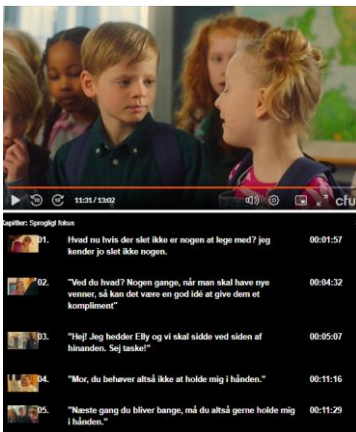 11:31 / 13:02
cfu
Kapitler: Sprogligt fokus
01. Hvad nu hvis der slet ikke er nogen at lege med? jeg 00:01:57
kender jo slet ikke nogen.
02. "Ved du hvad? Nogen gange, når man skal have nye 00:04:32
venner, så kan det være en god idé at give dem et
kompliment"
03. "Hej! Jeg hedder Elly og vi skal sidde ved siden af 00:05:07
hinanden. Sej taske!"
04. "Mor, du behøver altså ikke at holde mig i hånden." 00:11:16
05. "Næste gang du bliver bange, må du altså gerne holde mig 00:11:29
i hånden."